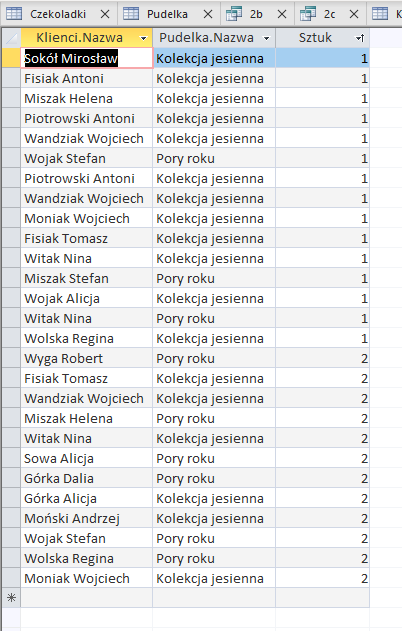 Czekoladki Pudelka 2b 2c K
Klienci.Nazwa Pudelka.Nazwa Sztuk
Sokół Mirosław Kolekcja jesienna 1
Fisiak Antoni Kolekcja jesienna 1
Miszak Helena Kolekcja jesienna 1
Piotrowski Antoni Kolekcja jesienna 1
Wandziak Wojciech Kolekcja jesienna 1
Wojak Stefan Pory roku 1
Piotrowski Antoni Kolekcja jesienna 1
Wandziak Wojciech Kolekcja jesienna 1
Moniak Wojciech Kolekcja jesienna 1
Fisiak Tomasz Kolekcja jesienna 1
Witak Nina Kolekcja jesienna 1
Miszak Stefan Pory roku 1
Wojak Alicja Kolekcja jesienna 1
Witak Nina Pory roku 1
Wolska Regina Kolekcja jesienna 1
Wyga Robert Pory roku 2
Fisiak Tomasz Kolekcja jesienna 2
Wandziak Wojciech Kolekcja jesienna 2
Miszak Helena Pory roku 2
Witak Nina Kolekcja jesienna 2
Sowa Alicja Pory roku 2
Górka Dalia Pory roku 2
Górka Alicja Kolekcja jesienna 2
Moński Andrzej Kolekcja jesienna 2
Wojak Stefan Pory roku 2
Wolska Regina Pory roku 2
Moniak Wojciech Kolekcja jesienna 2